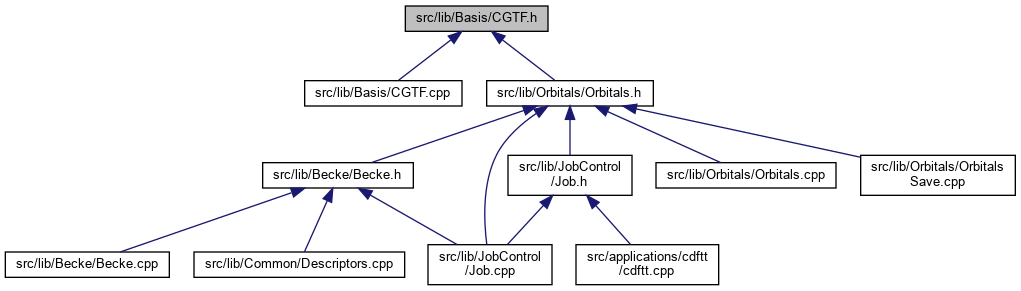 src/lib/Basis/CGTF.h
src/lib/Basis/CGTF.cpp
src/lib/Orbitals/Orbitals.h
src/lib/Becke/Becke.h
src/lib/JobControl
/Job.h
src/lib/Orbitals/Orbitals.cpp
src/lib/Orbitals/Orbitals
Save.cpp
src/lib/Becke/Becke.cpp
src/lib/Common/Descriptors.cpp
src/lib/JobControl
/Job.cpp
src/applications/cdftt
/cdftt.cpp